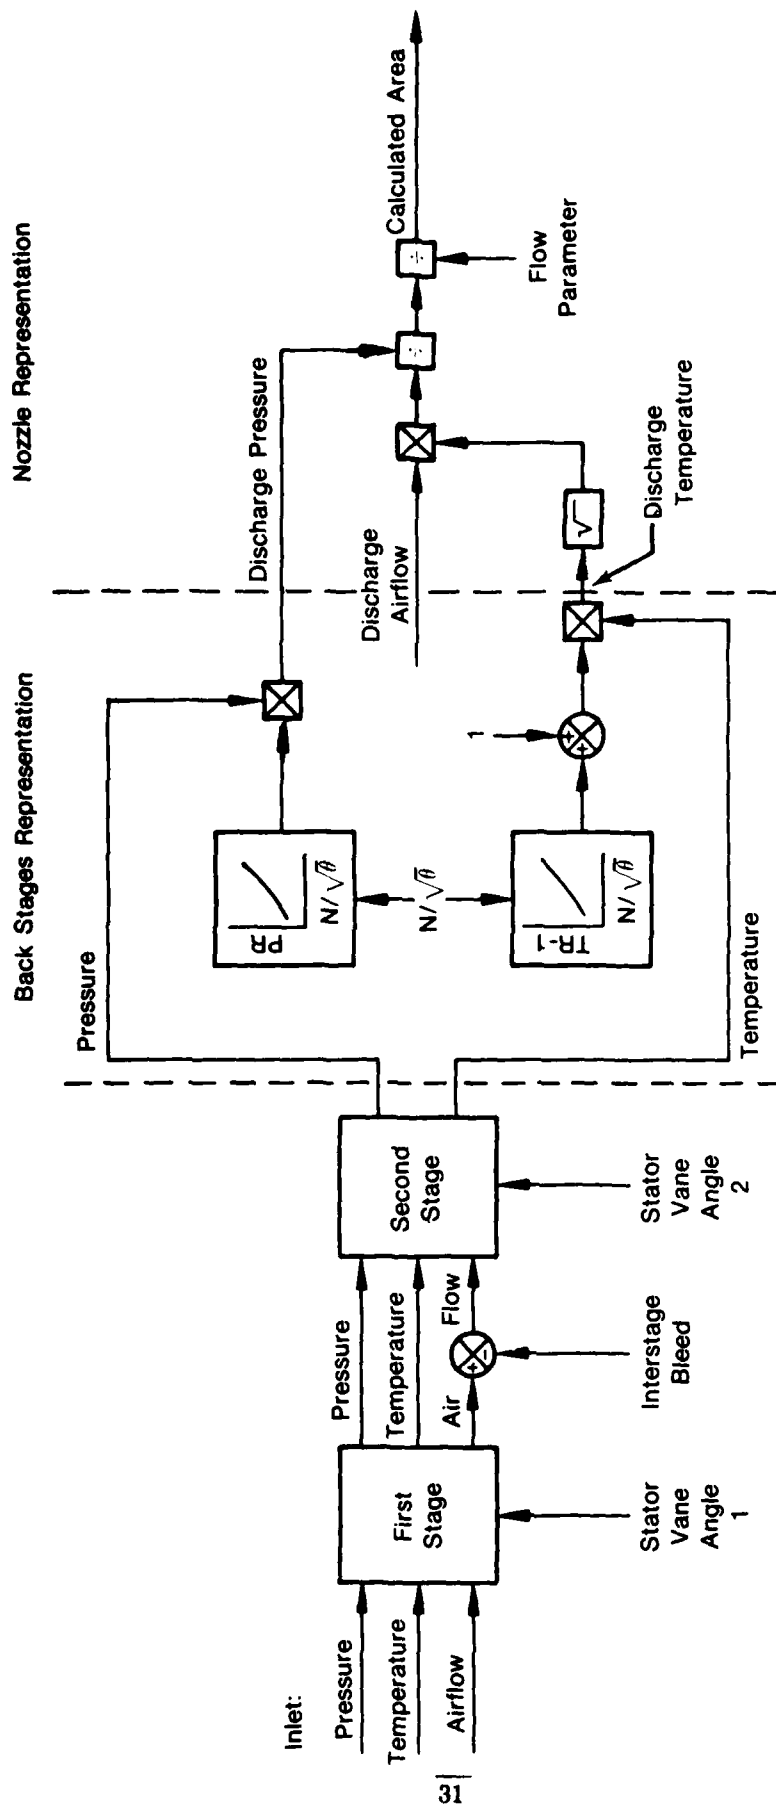 Back Stages Representation
Nozzle Representation
Inlet:
Pressure
Temperature
Airflow
First
Stage
Stator
Vane
Angle
1
Pressure
Temperature
Air
Flow
+
−
Interstage
Bleed
Second
Stage
Stator
Vane
Angle
2
Pressure
Temperature
PR
N/√θ
N/√θ
TR-1
N/√θ
1
+
+
Discharge Pressure
Discharge
Airflow
√
Discharge
Temperature
÷
÷
Flow
Parameter
Calculated Area
31